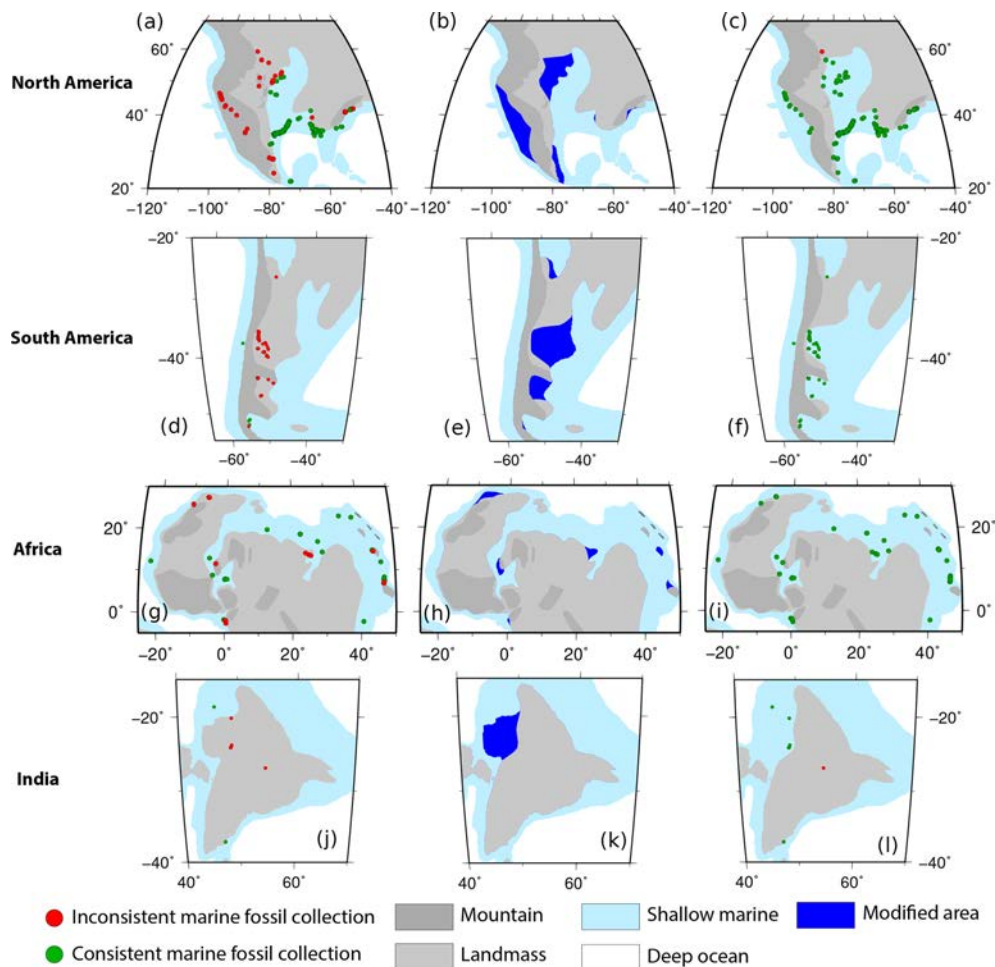 (a) (b) (c)
North America
60° 60°
40° 40°
20° 20°
−120 −100° −80° −60° −40 −120 −100° −80° −60° −40 −120 −100° −80° −60° −40
−20° −20°
South America
−40° −40°
(d) (e) (f)
−60° −40° −60° −40° −60° −40°
Africa
20° 20°
0° 0°
(g) (h) (i)
−20° 0° 20° 40° −20° 0° 20° 40° −20° 0° 20° 40°
−20° −20°
India
(j) (k) (l)
−40° −40°
40° 60° 40° 60° 40° 60°
Inconsistent marine fossil collection Mountain Shallow marine Modified area
Consistent marine fossil collection Landmass Deep ocean